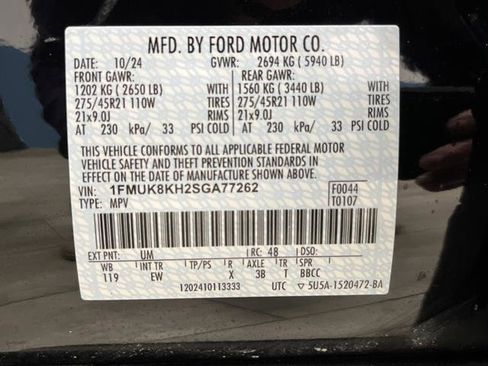 MFD. BY FORD MOTOR CO.
DATE: 10/24 GVWR: 2694 KG ( 5940 LB)
FRONT GAWR: REAR GAWR:
1202 KG ( 2650 LB) WITH 1560 KG ( 3440 LB) WITH
275/45R21 110W TIRES 275/45R21 110W TIRES
21x9.0J RIMS 21x9.0J RIMS
AT 230 kPa/ 33 PSI COLD AT 230 kPa/ 33 PSI COLD
THIS VEHICLE CONFORMS TO ALL APPLICABLE FEDERAL MOTOR
VEHICLE SAFETY AND THEFT PREVENTION STANDARDS IN
EFFECT ON THE DATE OF MANUFACTURE SHOWN ABOVE.
VIN: 1FMUK8KH2SGA77262 F0044
TYPE: MPV T0107
EXT PNT: UM RC: 48 DSO:
WB INT TR TP/PS R AXLE TR SPR
119 EW X 3B T BBCC
1202410113333 UTC ▽ 5U5A-1520472-BA